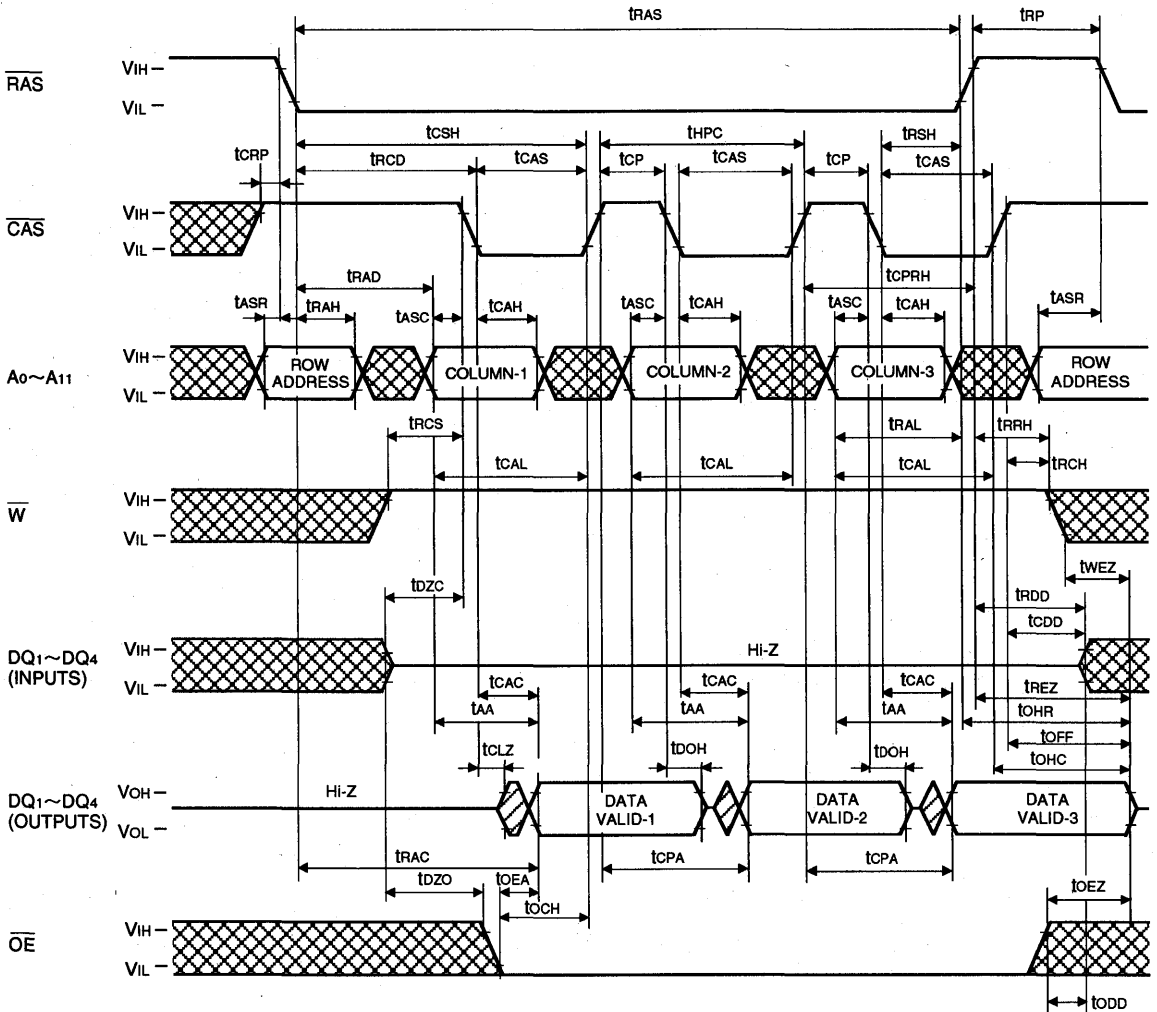 tRAS tRP
RAS VIH
VIL
tCSH tHPC tRSH
tCRP tRCD tCAS tCP tCAS tCP tCAS
CAS VIH
VIL
tRAD tCPRH
tASR tRAH tASC tCAH tASC tCAH tASC tCAH tASR
A0~A11 VIH
VIL
ROW ADDRESS COLUMN-1 COLUMN-2 COLUMN-3 ROW ADDRESS
tRCS tRAL tRRH
tCAL tCAL tCAL tRCH
W VIH
VIL
tWEZ
tDZC tRDD
tCDD
DQ1~DQ4 (INPUTS) VIH
VIL
Hi-Z
tCAC tCAC tCAC tREZ
tAA tAA tAA tOHR
tCLZ tDOH tDOH tOFF
tOHC
DQ1~DQ4 (OUTPUTS) VOH
VOL
Hi-Z DATA VALID-1 DATA VALID-2 DATA VALID-3
tRAC tCPA tCPA
tDZO tOEA tOEZ
tOCH
OE VIH
VIL
tODD